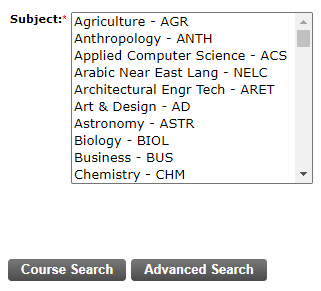 Subject:*
Agriculture - AGR
Anthropology - ANTH
Applied Computer Science - ACS
Arabic Near East Lang - NELC
Architectural Engr Tech - ARET
Art & Design - AD
Astronomy - ASTR
Biology - BIOL
Business - BUS
Chemistry - CHM
Course Search
Advanced Search